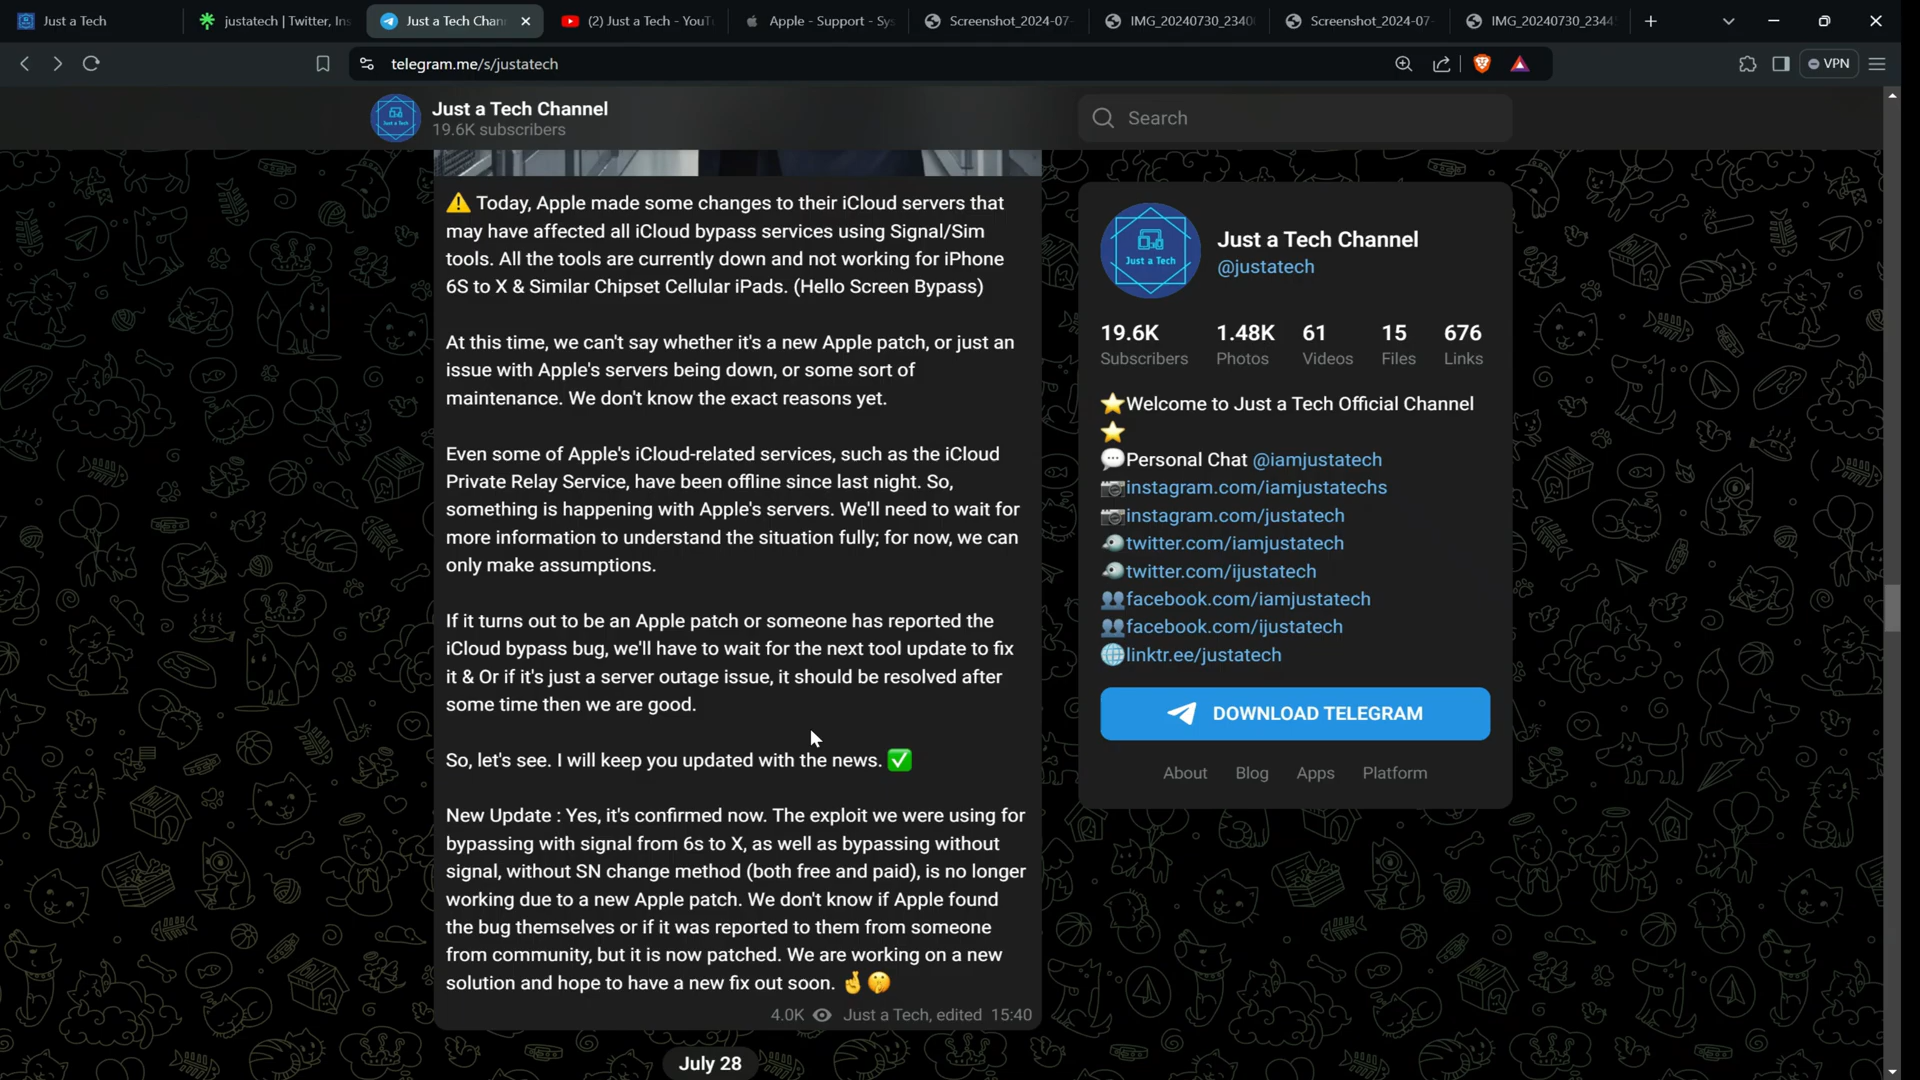 Just a Tech
justatech | Twitter, Ins
Just a Tech Chan
(2) Just a Tech - YouT
Apple - Support - Sys
Screenshot_2024-07-
IMG_20240730_2340
Screenshot_2024-07-
IMG_20240730_2344
telegram.me/s/justatech
VPN
Just a Tech Channel
19.6K subscribers
Search
⚠️ Today, Apple made some changes to their iCloud servers that
may have affected all iCloud bypass services using Signal/Sim
tools. All the tools are currently down and not working for iPhone
6S to X & Similar Chipset Cellular iPads. (Hello Screen Bypass)
At this time, we can't say whether it's a new Apple patch, or just an
issue with Apple's servers being down, or some sort of
maintenance. We don't know the exact reasons yet.
Even some of Apple's iCloud-related services, such as the iCloud
Private Relay Service, have been offline since last night. So,
something is happening with Apple's servers. We'll need to wait for
more information to understand the situation fully; for now, we can
only make assumptions.
If it turns out to be an Apple patch or someone has reported the
iCloud bypass bug, we'll have to wait for the next tool update to fix
it & Or if it's just a server outage issue, it should be resolved after
some time then we are good.
So, let's see. I will keep you updated with the news. ✅
New Update : Yes, it's confirmed now. The exploit we were using for
bypassing with signal from 6s to X, as well as bypassing without
signal, without SN change method (both free and paid), is no longer
working due to a new Apple patch. We don't know if Apple found
the bug themselves or if it was reported to them from someone
from community, but it is now patched. We are working on a new
solution and hope to have a new fix out soon. 🤞🤫
4.0K Just a Tech, edited 15:40
July 28
Just a Tech
Just a Tech Channel
@justatech
19.6K 1.48K 61 15 676
Subscribers Photos Videos Files Links
⭐Welcome to Just a Tech Official Channel
⭐
💬Personal Chat @iamjustatech
📷instagram.com/iamjustatechs
📷instagram.com/justatech
twitter.com/iamjustatech
twitter.com/ijustatech
👥facebook.com/iamjustatech
👥facebook.com/ijustatech
🌐linktr.ee/justatech
DOWNLOAD TELEGRAM
About Blog Apps Platform